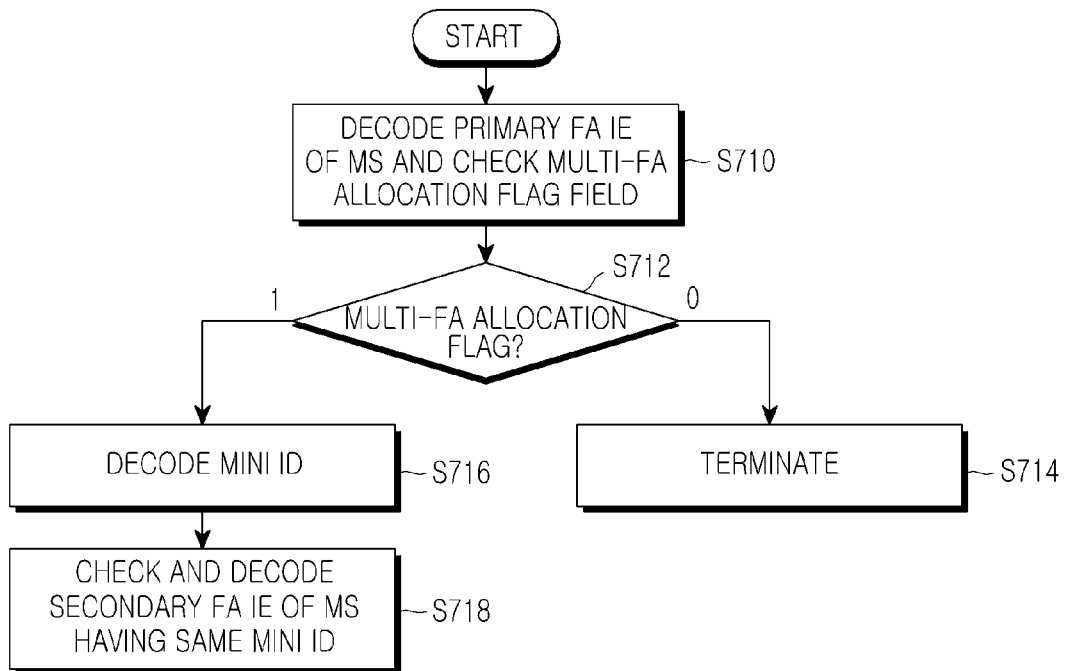 START
DECODE PRIMARY FA IE
OF MS AND CHECK MULTI-FA
ALLOCATION FLAG FIELD
S710
S712
1
0
MULTI-FA ALLOCATION
FLAG?
DECODE MINI ID
S716
TERMINATE
S714
CHECK AND DECODE
SECONDARY FA IE OF MS
HAVING SAME MINI ID
S718